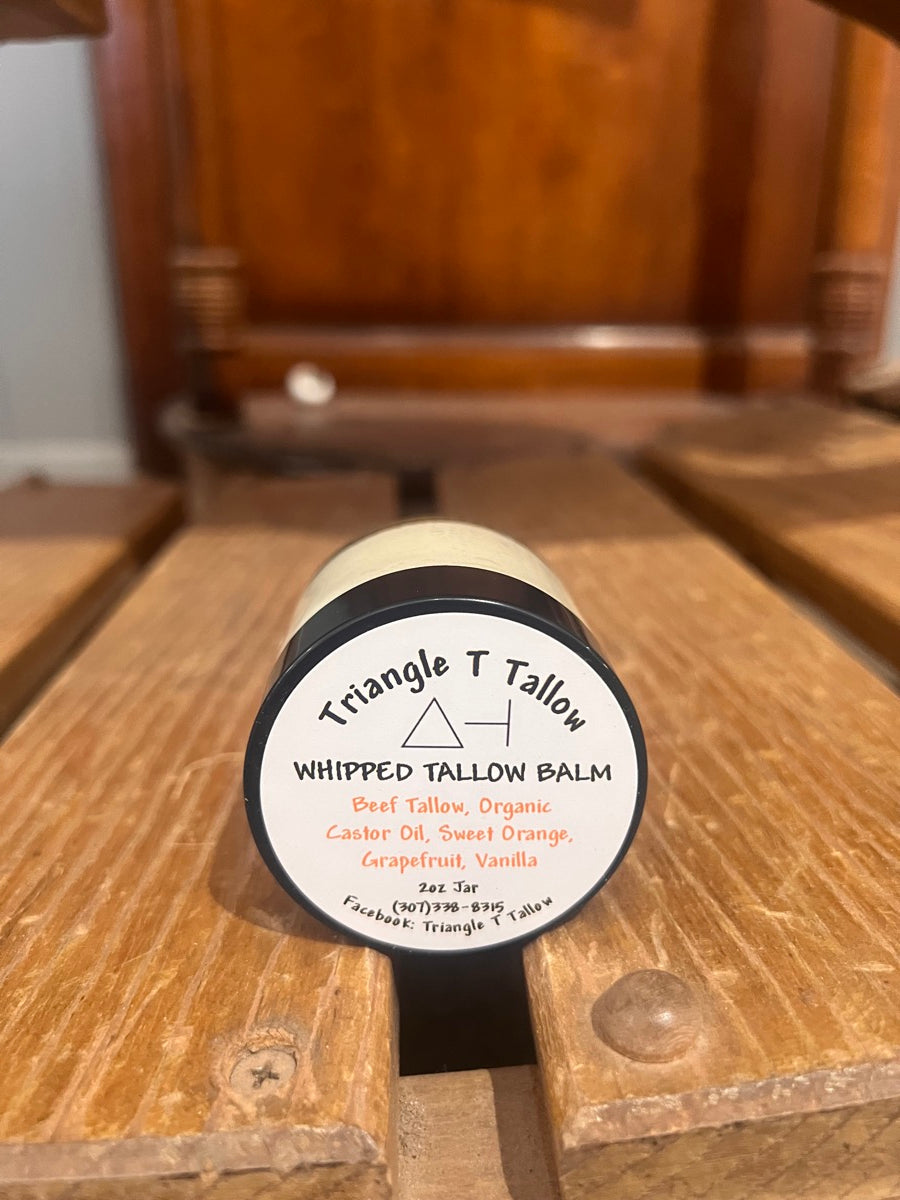 Triangle T Tallow
WHIPPED TALLOW BALM
Beef Tallow, Organic
Castor Oil, Sweet Orange,
Grapefruit, Vanilla
2oz Jar
(307)338-8315
Facebook: Triangle T Tallow